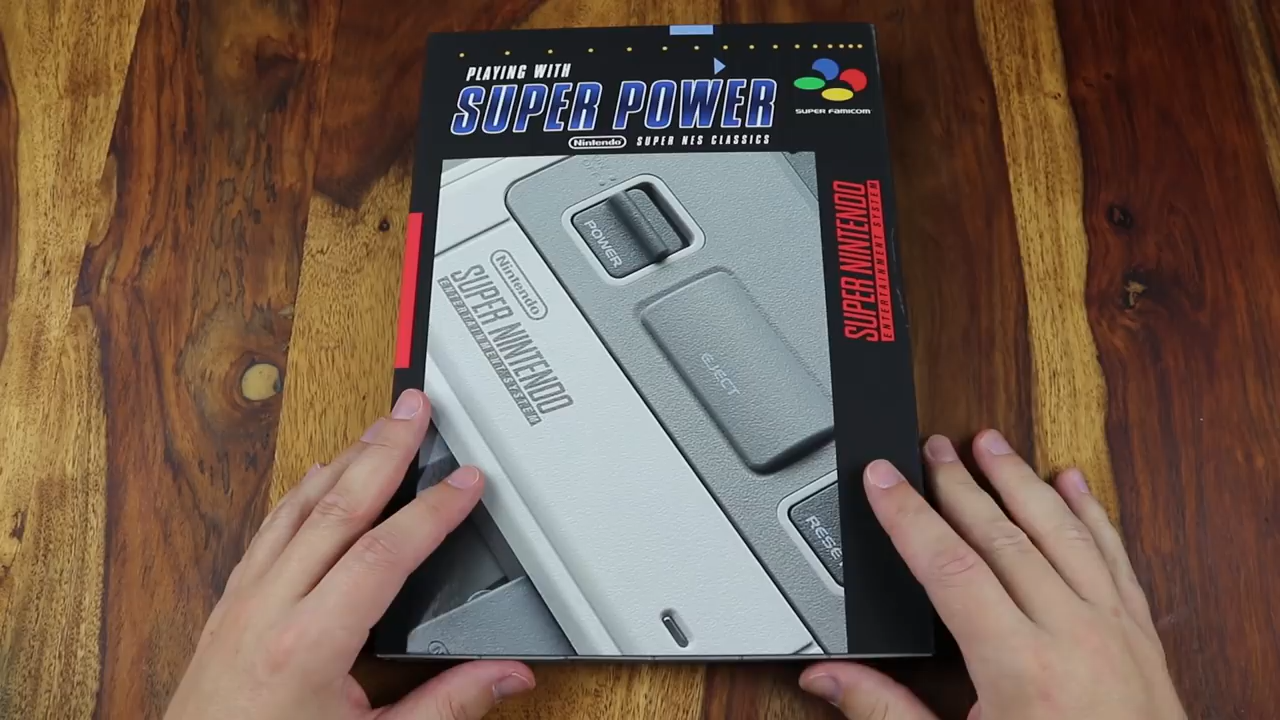 PLAYING WITH
SUPER POWER
Nintendo SUPER NES CLASSICS
SUPER FAMICOM
SUPER NINTENDO
ENTERTAINMENT SYSTEM
POWER
Nintendo
SUPER NINTENDO
ENTERTAINMENT SYSTEM
EJECT
RESE